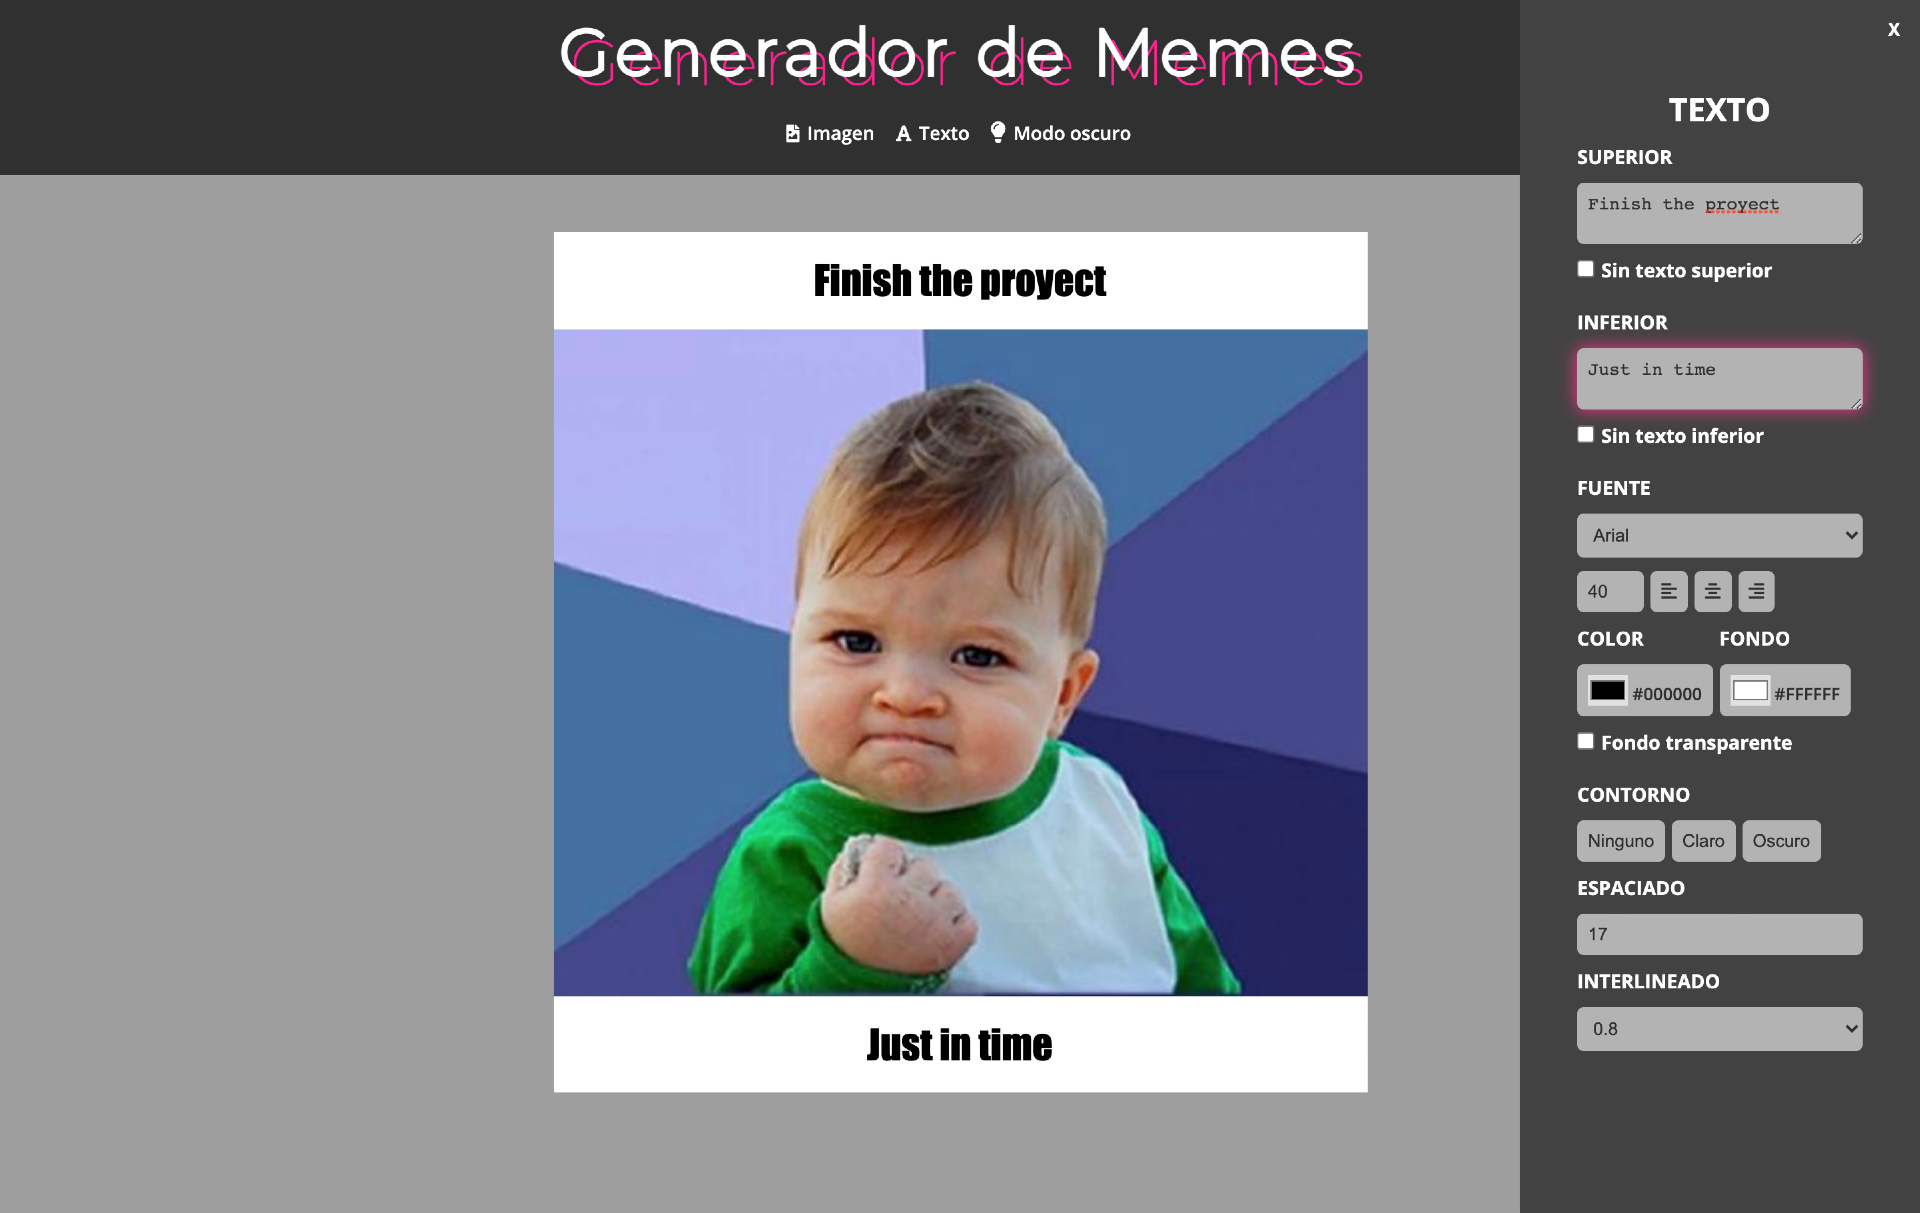 Generador de Memes
Imagen
Texto
Modo oscuro
Finish the proyect
Just in time
X
TEXTO
SUPERIOR
Finish the proyect
Sin texto superior
INFERIOR
Just in time
Sin texto inferior
FUENTE
Arial
40
COLOR FONDO
#000000 #FFFFFF
Fondo transparente
CONTORNO
Ninguno Claro Oscuro
ESPACIADO
17
INTERLINEADO
0.8